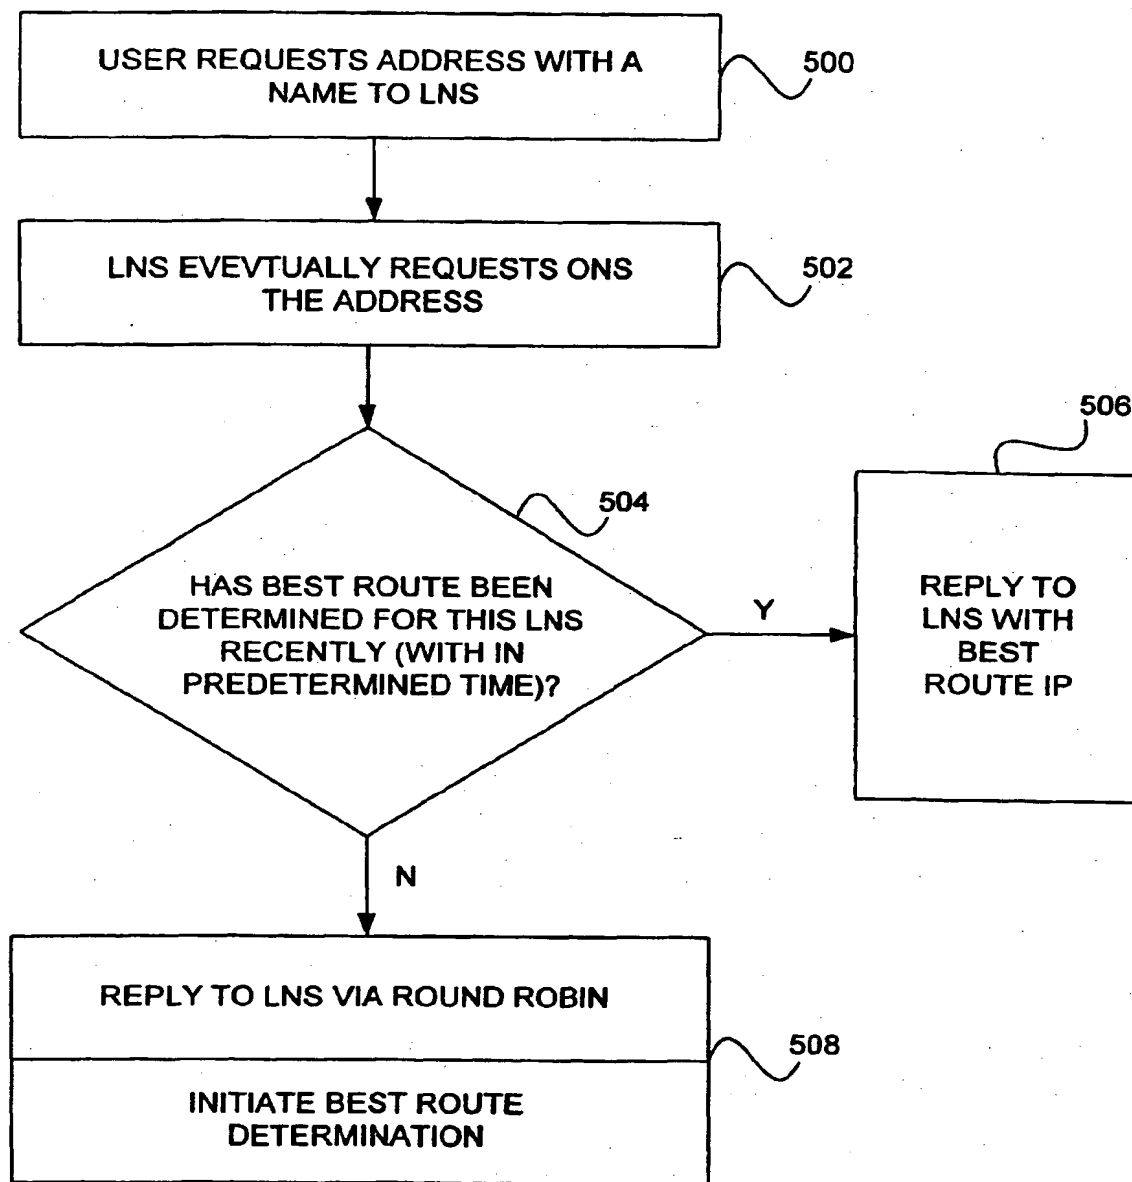 USER REQUESTS ADDRESS WITH A
NAME TO LNS
500
LNS EVEVTUALLY REQUESTS ONS
THE ADDRESS
502
506
504
HAS BEST ROUTE BEEN
DETERMINED FOR THIS LNS
RECENTLY (WITH IN
PREDETERMINED TIME)?
Y
REPLY TO
LNS WITH
BEST
ROUTE IP
N
REPLY TO LNS VIA ROUND ROBIN
508
INITIATE BEST ROUTE
DETERMINATION